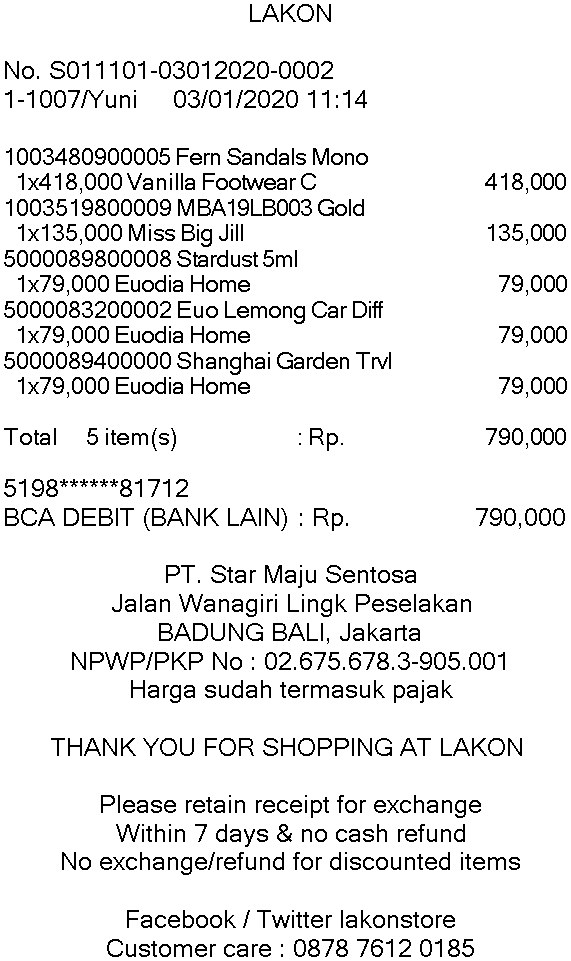 LAKON
No. S011101-03012020-0002
1-1007/Yuni 03/01/2020 11:14
1003480900005 Fern Sandals Mono
1x418,000 Vanilla Footwear C 418,000
1003519800009 MBA19LB003 Gold
1x135,000 Miss Big Jill 135,000
5000089800008 Stardust 5ml
1x79,000 Euodia Home 79,000
5000083200002 Euo Lemong Car Diff
1x79,000 Euodia Home 79,000
5000089400000 Shanghai Garden Trvl
1x79,000 Euodia Home 79,000
Total 5 item(s) : Rp. 790,000
5198******81712
BCA DEBIT (BANK LAIN) : Rp. 790,000
PT. Star Maju Sentosa
Jalan Wanagiri Lingk Peselakan
BADUNG BALI, Jakarta
NPWP/PKP No : 02.675.678.3-905.001
Harga sudah termasuk pajak
THANK YOU FOR SHOPPING AT LAKON
Please retain receipt for exchange
Within 7 days & no cash refund
No exchange/refund for discounted items
Facebook / Twitter lakonstore
Customer care : 0878 7612 0185